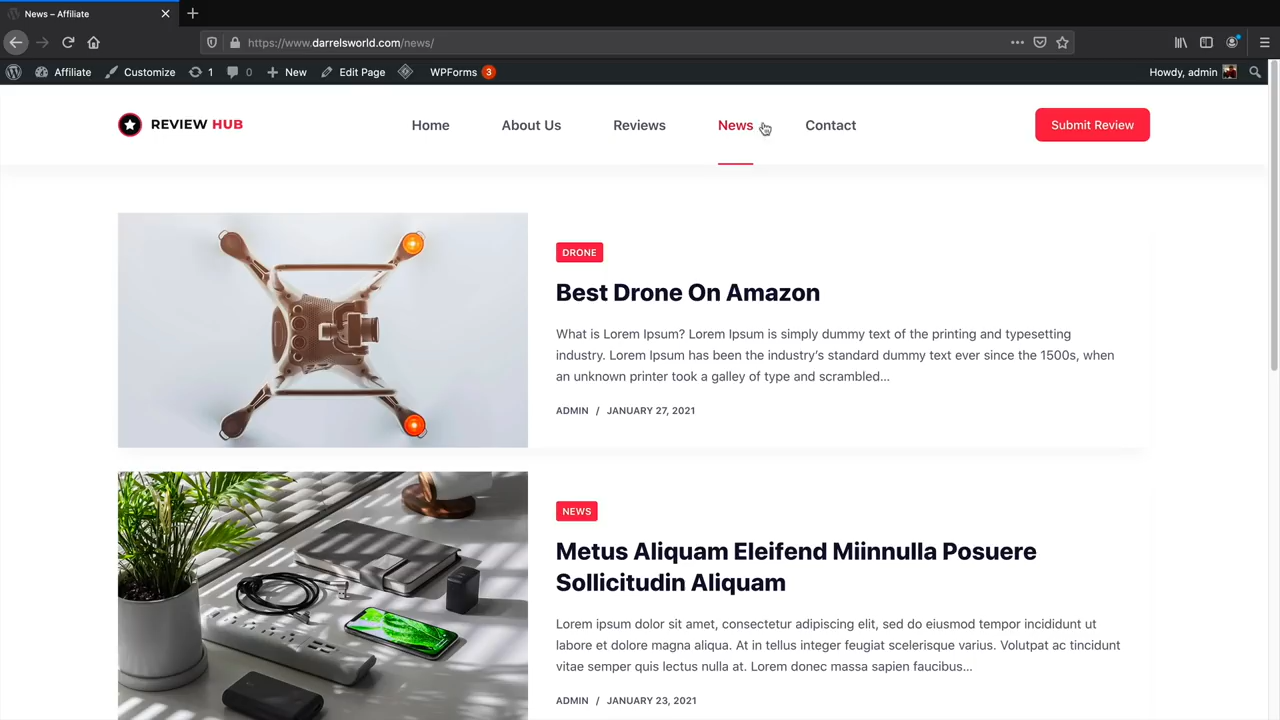 News – Affiliate
https://www.darrelsworld.com/news/
Affiliate
Customize
1
0
New
Edit Page
WPForms 3
Howdy, admin
REVIEW HUB
Home
About Us
Reviews
News
Contact
Submit Review
DRONE
Best Drone On Amazon
What is Lorem Ipsum? Lorem Ipsum is simply dummy text of the printing and typesetting
industry. Lorem Ipsum has been the industry's standard dummy text ever since the 1500s, when
an unknown printer took a galley of type and scrambled...
ADMIN / JANUARY 27, 2021
NEWS
Metus Aliquam Eleifend Miinnulla Posuere
Sollicitudin Aliquam
Lorem ipsum dolor sit amet, consectetur adipiscing elit, sed do eiusmod tempor incididunt ut
labore et dolore magna aliqua. At in tellus integer feugiat scelerisque varius. Volutpat ac tincidunt
vitae semper quis lectus nulla at. Lorem donec massa sapien faucibus...
ADMIN / JANUARY 23, 2021